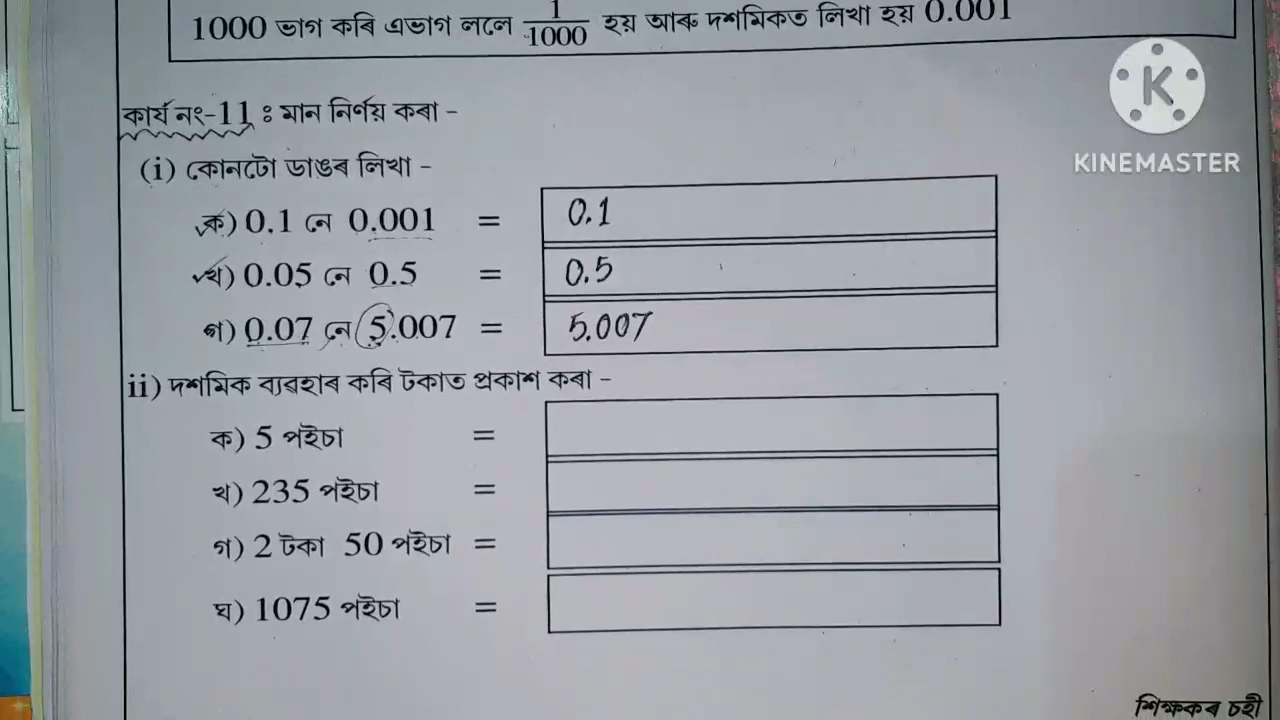 1000 ভাগ কৰি এভাগ ললে 1/1000 হয় আৰু দশমিকত লিখা হয় 0.001
K
KINEMASTER
কাৰ্য নং-11 ঃ মান নিৰ্ণয় কৰা -
(i) কোনটো ডাঙৰ লিখা -
ক) 0.1 নে 0.001 = 0.1
খ) 0.05 নে 0.5 = 0.5
গ) 0.07 নে 5.007 = 5.007
ii) দশমিক ব্যৱহাৰ কৰি টকাত প্ৰকাশ কৰা -
ক) 5 পইচা =
খ) 235 পইচা =
গ) 2 টকা 50 পইচা =
ঘ) 1075 পইচা =
শিক্ষকৰ চহী